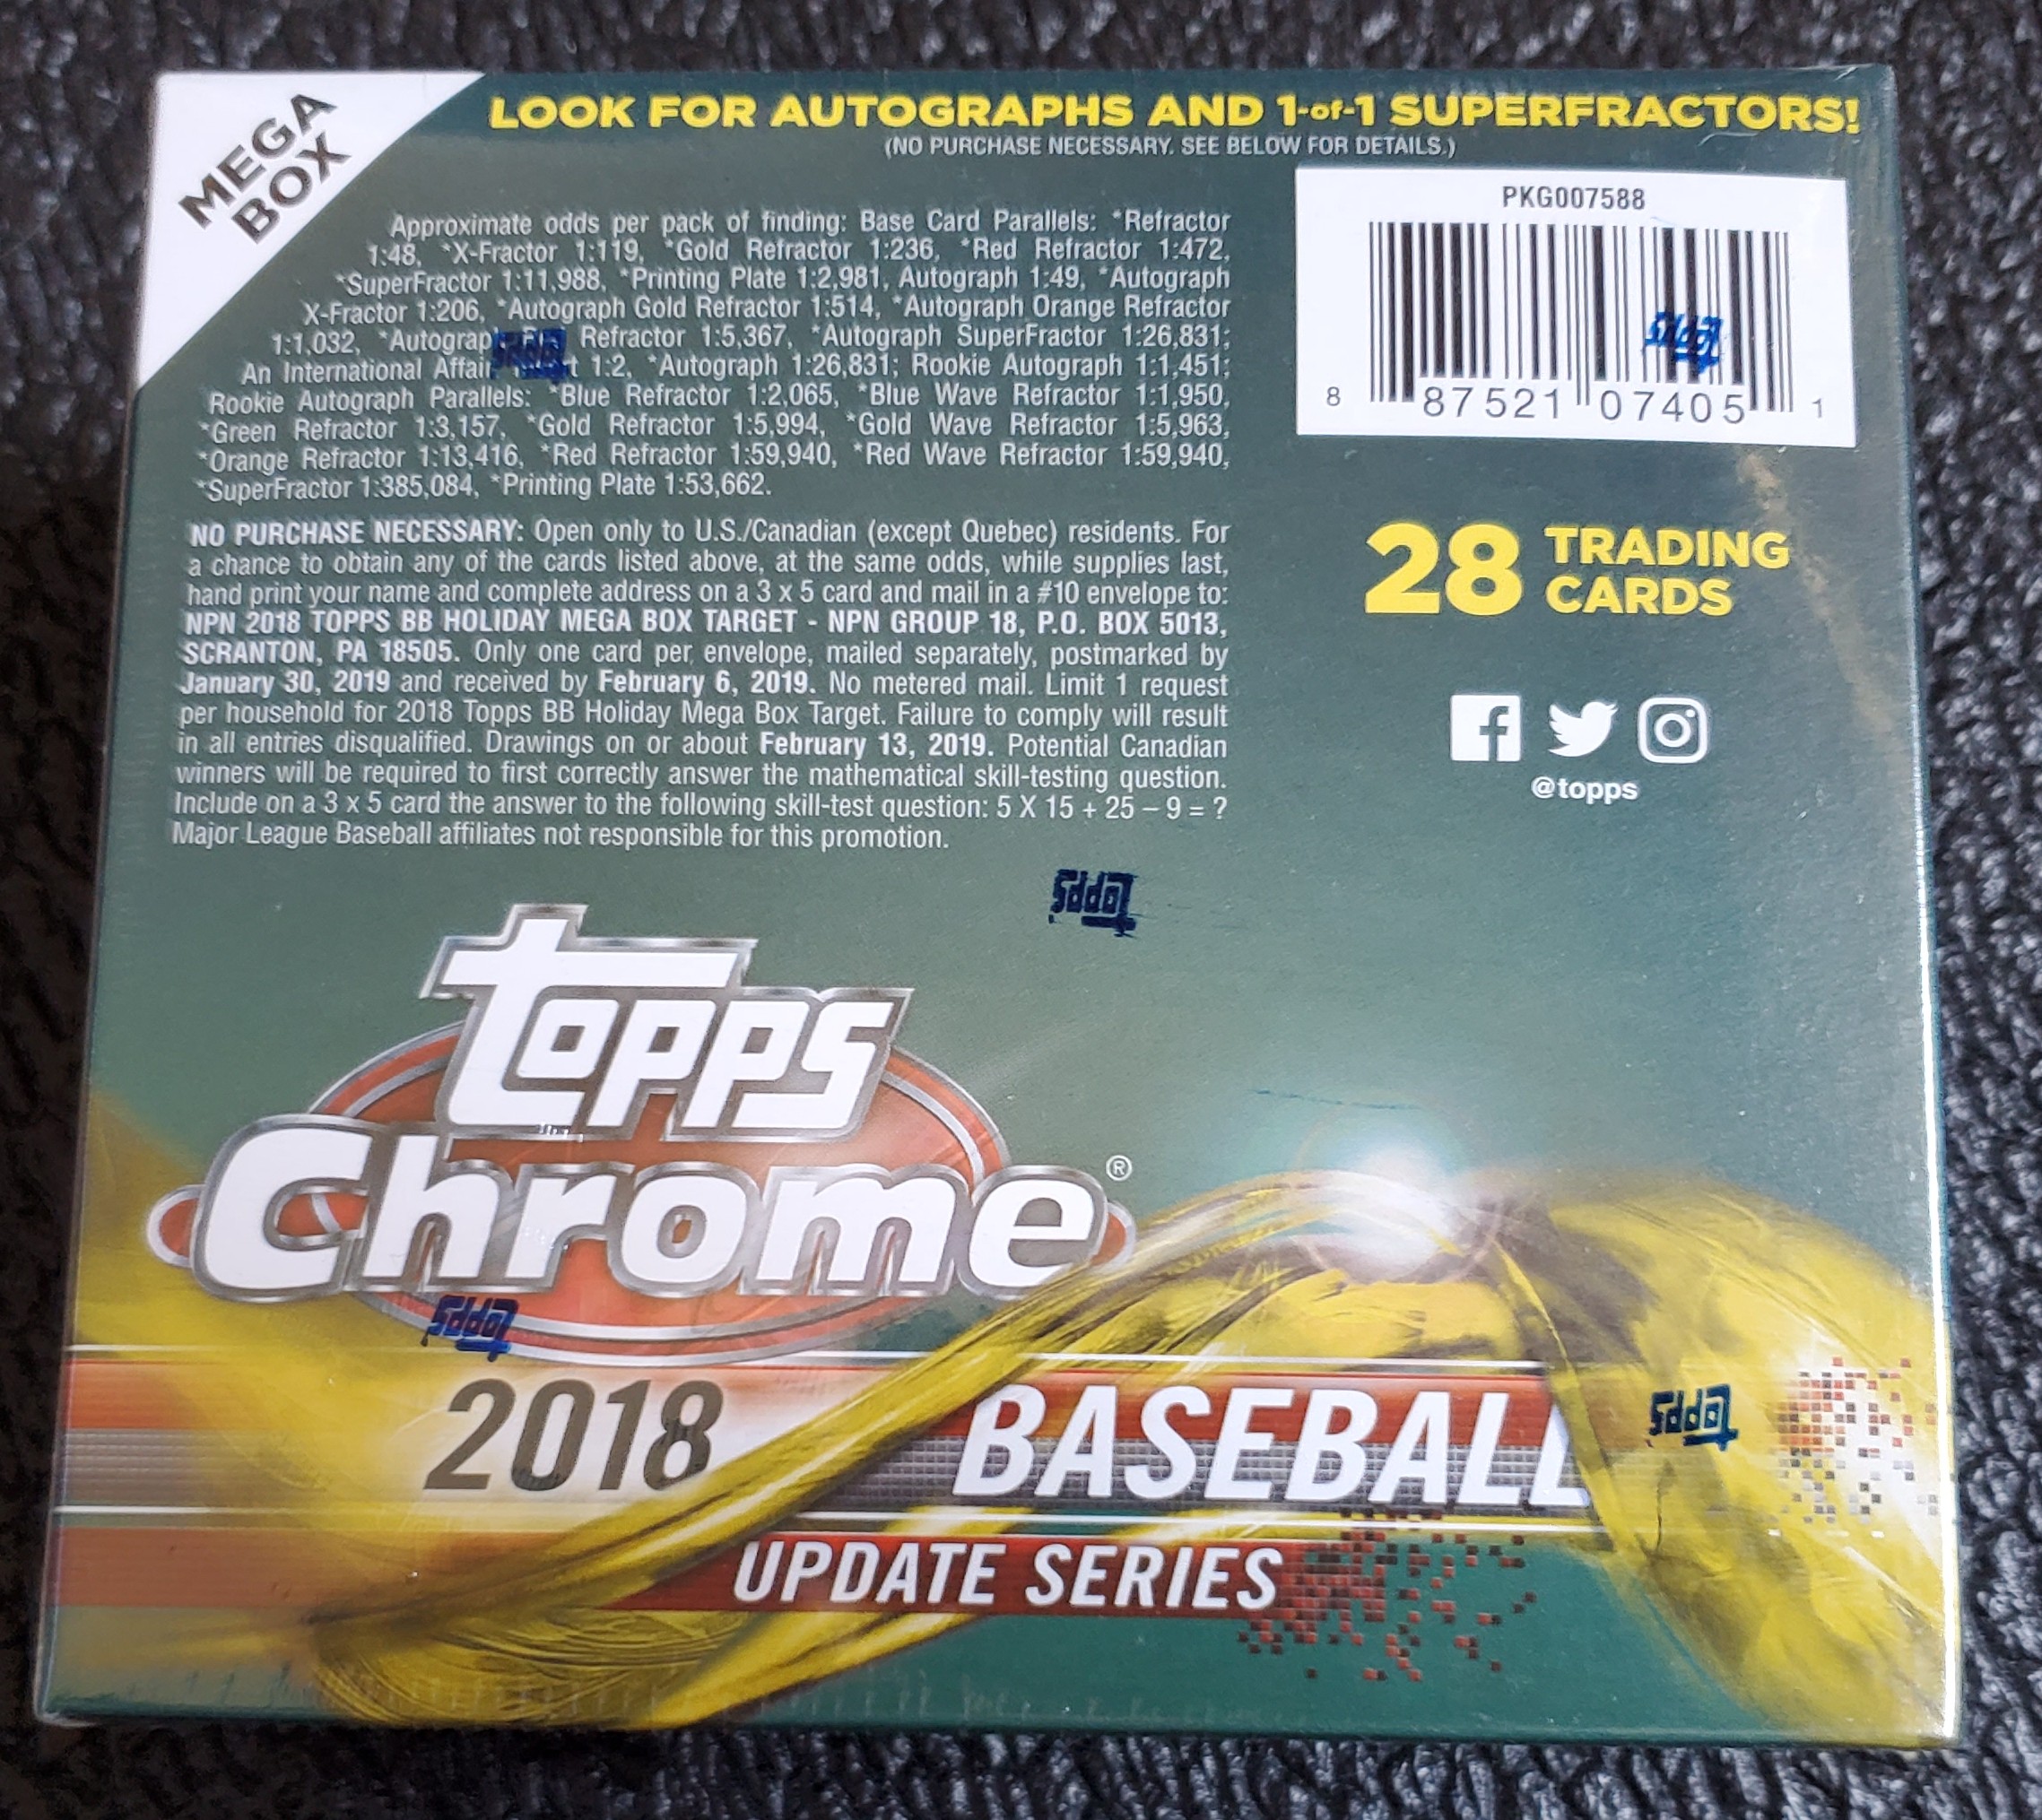 MEGA
BOX
LOOK FOR AUTOGRAPHS AND 1-of-1 SUPERFRACTORS!
(NO PURCHASE NECESSARY. SEE BELOW FOR DETAILS.)
Approximate odds per pack of finding: Base Card Parallels: *Refractor
1:48, *X-Fractor 1:119, *Gold Refractor 1:236, *Red Refractor 1:472,
*SuperFractor 1:11,988, *Printing Plate 1:2,981, Autograph 1:49, *Autograph
X-Fractor 1:206, *Autograph Gold Refractor 1:514, *Autograph Orange Refractor
1:1,032, Refractor 1:5,367, *Autograph SuperFractor 1:26,831;
An International 1:2, *Autograph 1:26,831; Rookie Autograph 1:1,451;
Rookie Autograph Parallels: *Blue Refractor 1:2,065, *Blue Wave Refractor 1:1,950,
*Green Refractor 1:3,157, *Gold Refractor 1:5,994, *Gold Wave Refractor 1:5,963,
*Orange Refractor 1:13,416, *Red Refractor 1:59,940, *Red Wave Refractor 1:59,940,
*SuperFractor 1:385,084, *Printing Plate 1:53,662.
NO PURCHASE NECESSARY: Open only to U.S./Canadian (except Quebec) residents. For
a chance to obtain any of the cards listed above, at the same odds, while supplies last,
hand print your name and complete address on a 3 x 5 card and mail in a #10 envelope to:
NPN 2018 TOPPS BB HOLIDAY MEGA BOX TARGET - NPN GROUP 18, P.O. BOX 5013,
SCRANTON, PA 18505. Only one card per envelope, mailed separately, postmarked by
January 30, 2019 and received by February 6, 2019. No metered mail. Limit 1 request
per household for 2018 Topps BB Holiday Mega Box Target. Failure to comply will result
in all entries disqualified. Drawings on or about February 13, 2019. Potential Canadian
winners will be required to first correctly answer the mathematical skill-testing question.
Include on a 3 x 5 card the answer to the following skill-test question: 5 X 15 + 25 – 9 = ?
Major League Baseball affiliates not responsible for this promotion.
PKG007588
8 87521 07405 1
28 TRADING
CARDS
@topps
topps
topps
topps
Chrome®
topps
topps
topps
2018 BASEBALL
UPDATE SERIES